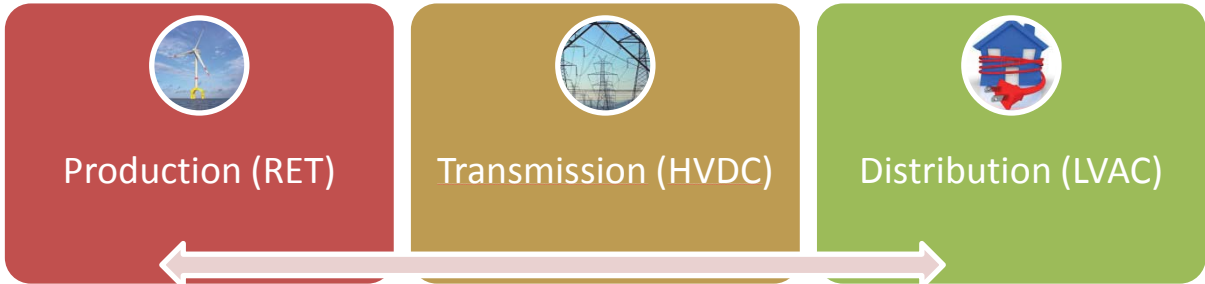 Production (RET)
Transmission (HVDC)
Distribution (LVAC)